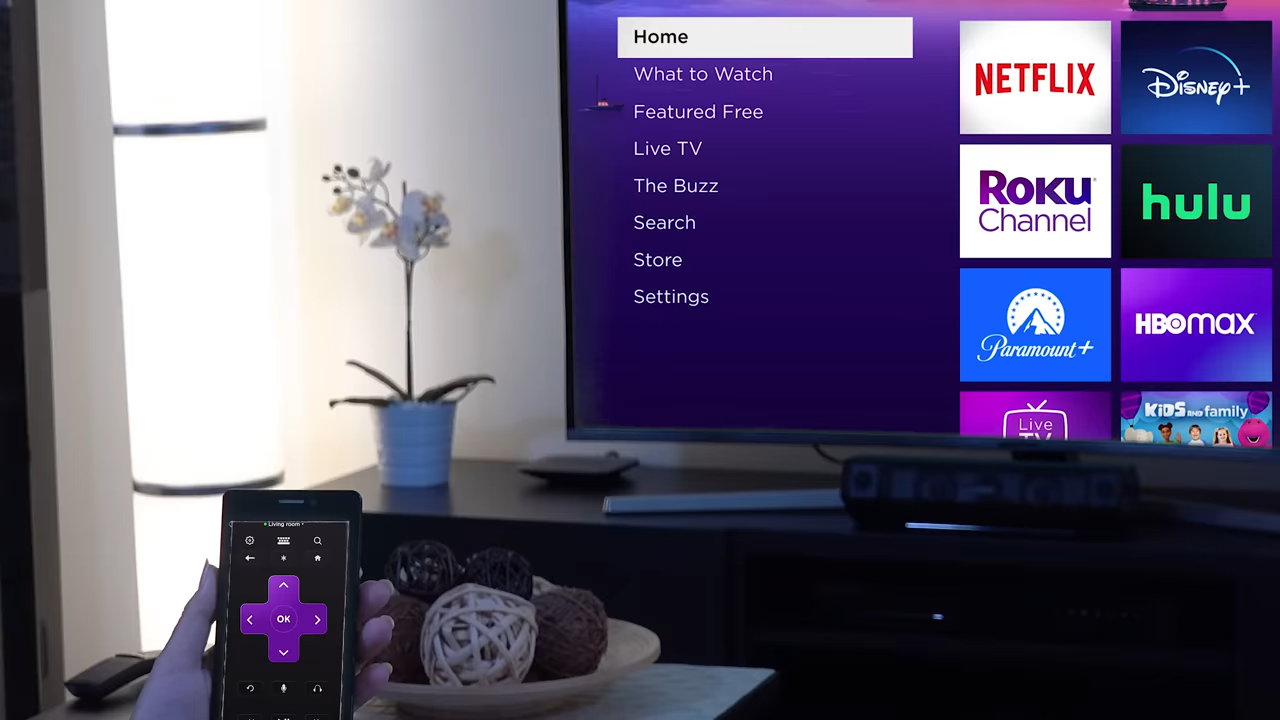 Home
What to Watch
Featured Free
Live TV
The Buzz
Search
Store
Settings
NETFLIX
Disney+
Roku
Channel
hulu
Paramount+
HBOmax
Live
TV
KiDS AND family
Living room
OK